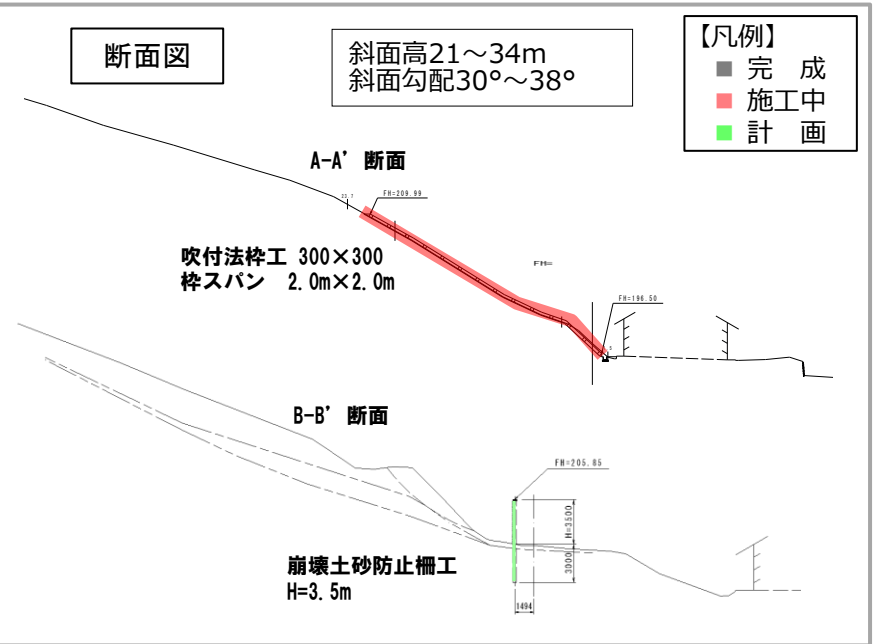 断面図
斜面高21～34m
斜面勾配30°～38°
【凡例】
■ 完　成
■ 施工中
■ 計　画
A-A’ 断面
FH=209.99
吹付法枠工 300×300
枠スパン　2.0m×2.0m
FH=
FH=196.50
B-B’ 断面
FH=205.85
H=3500
3000
1494
崩壊土砂防止柵工
H=3.5m